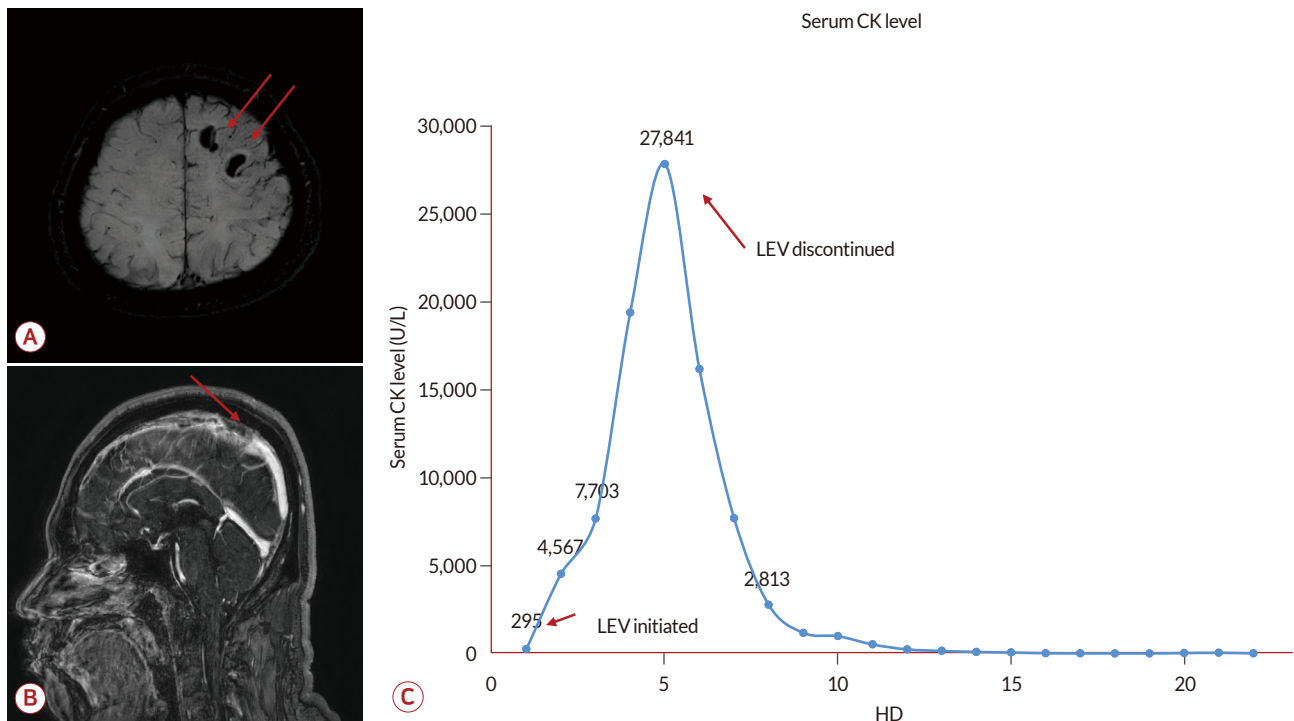 A
B
Serum CK level
Serum CK level (U/L)
30,000
25,000
20,000
15,000
10,000
5,000
0
27,841
LEV discontinued
7,703
4,567
2,813
295
LEV initiated
0
5
10
15
20
HD
C